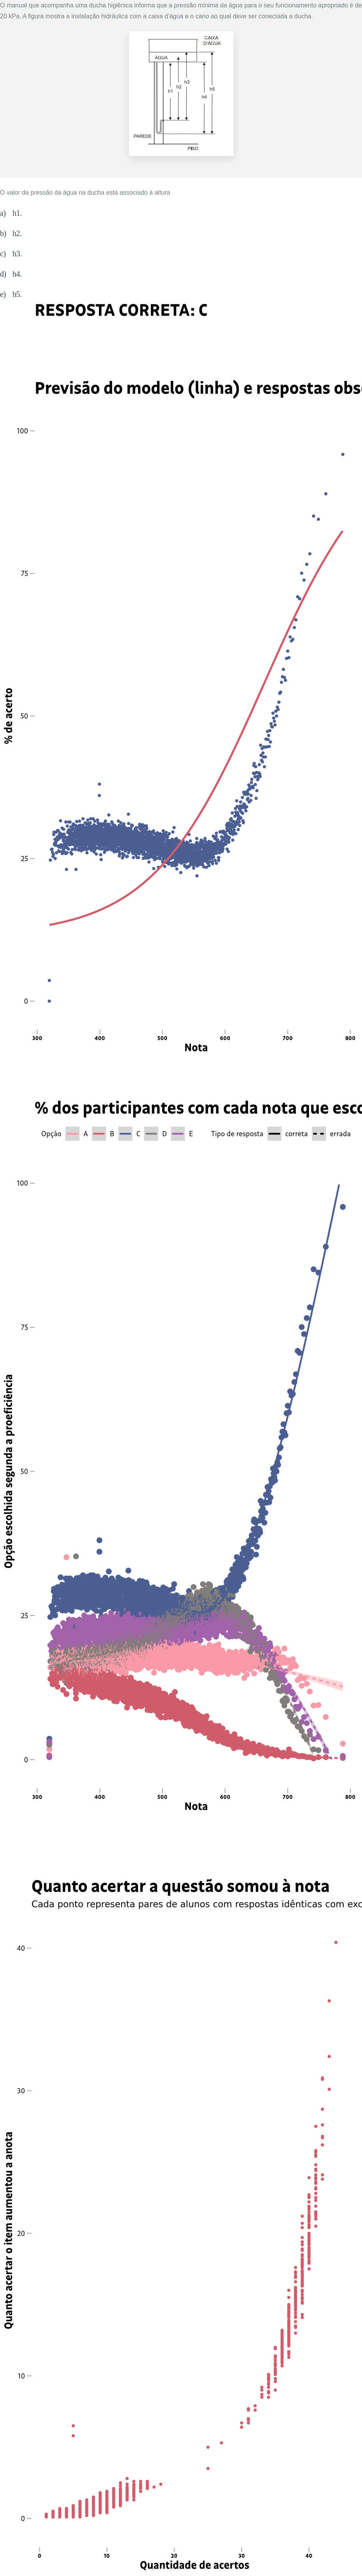 O manual que acompanha uma ducha higiênica informa que a pressão mínima da água para o seu funcionamento apropriado é de
20 kPa. A figura mostra a instalação hidráulica com a caixa d'água e o cano ao qual deve ser conectada a ducha.
CAIXA
D'ÁGUA
ÁGUA
h1
h2
h3
h4
h5
PAREDE
PISO
O valor da pressão da água na ducha está associado à altura
a) h1.
b) h2.
c) h3.
d) h4.
e) h5.
RESPOSTA CORRETA: C
Previsão do modelo (linha) e respostas obs
100
75
50
25
0
% de acerto
300 400 500 600 700 800
Nota
% dos participantes com cada nota que esco
Opção A B C D E Tipo de resposta correta errada
100
75
50
25
0
Opção escolhida segunda a proeficiência
300 400 500 600 700 800
Nota
Quanto acertar a questão somou à nota
Cada ponto representa pares de alunos com respostas idênticas com exc
40
30
20
10
0
Quanto acertar o item aumentou a anota
0 10 20 30 40
Quantidade de acertos